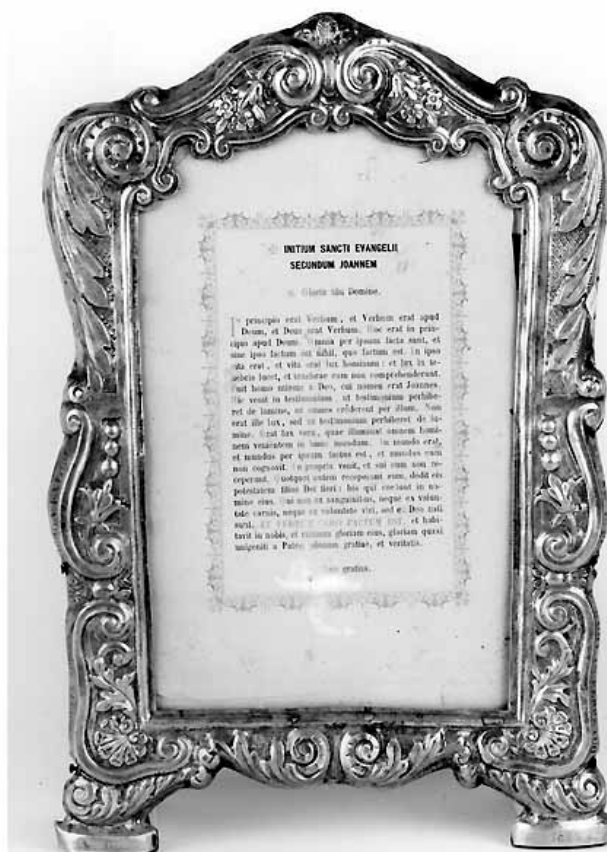 INITIUM SANCTI EVANGELII
SECUNDUM JOANNEM
Gloria tibi Domine.
In principio erat Verbum, et Verbum erat apud
Deum, et Deus erat Verbum. Hoc erat in prin-
cipio apud Deum. Omnia per ipsum facta sunt, et
sine ipso factum est nihil, quod factum est. In ipso
vita erat, et vita erat lux hominum: et lux in te-
nebris lucet, et tenebrae eam non comprehenderunt.
Fuit homo missus a Deo, cui nomen erat Joannes.
Hic venit in testimonium, ut testimonium perhibe-
ret de lumine, ut omnes crederent per illum. Non
erat ille lux, sed ut testimonium perhiberet de lu-
mine. Erat lux vera, quae illuminat omnem homi-
nem venientem in hunc mundum. In mundo erat,
et mundus per ipsum factus est, et mundus eum
non cognovit. In propria venit, et sui eum non re-
ceperunt. Quotquot autem receperunt eum, dedit eis
potestatem filios Dei fieri: his qui credunt in no-
mine eius. Qui non ex sanguinibus, neque ex volun-
tate carnis, neque ex voluntate viri, sed ex Deo nati
sunt. ET VERBUM CARO FACTUM EST, et habi-
tavit in nobis, et vidimus gloriam eius, gloriam quasi
unigeniti a Patre, plenum gratiae, et veritatis.
gratias.